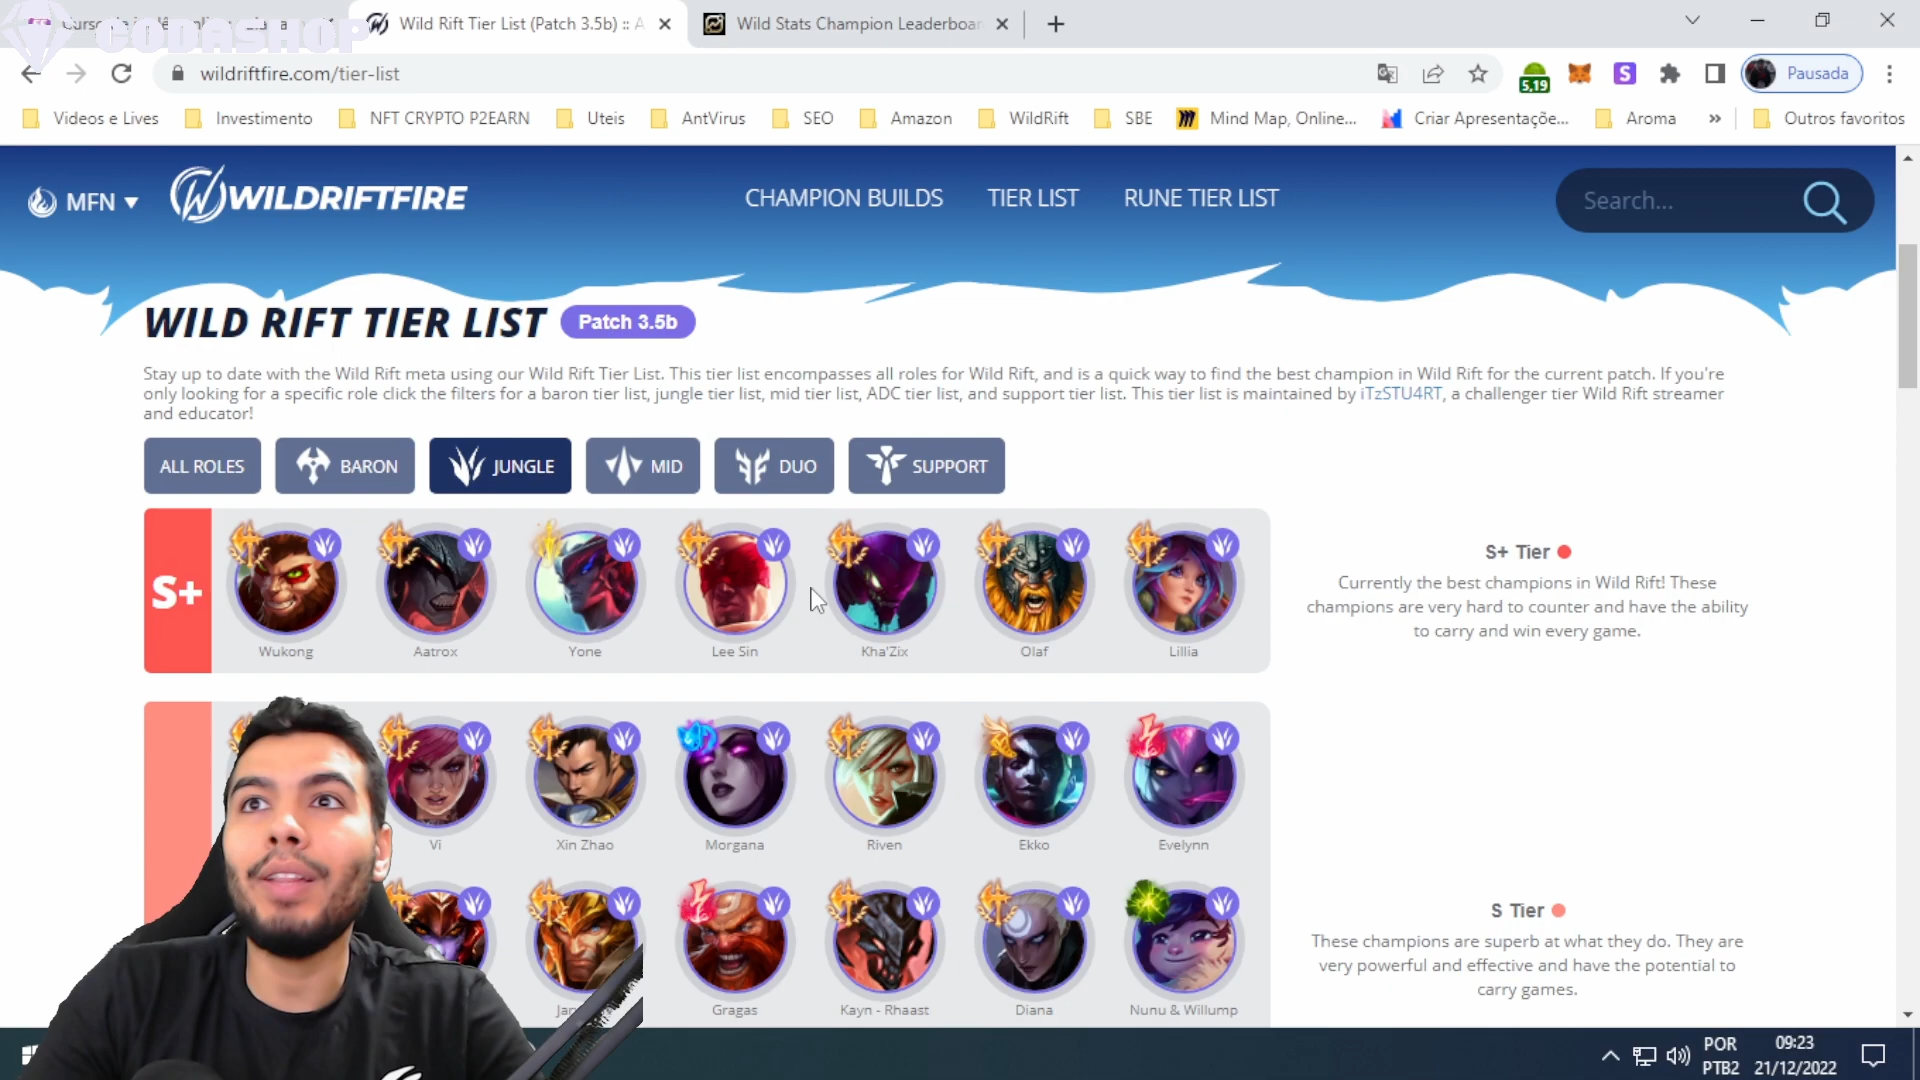 CODASHOP
Wild Rift Tier List (Patch 3.5b) :: A
Wild Stats Champion Leaderboar
wildriftfire.com/tier-list
5,19
Pausada
Videos e Lives
Investimento
NFT CRYPTO P2EARN
Uteis
AntVirus
SEO
Amazon
WildRift
SBE
Mind Map, Online...
Criar Apresentaçõe...
Aroma
»
Outros favoritos
MFN
WILDRIFTFIRE
CHAMPION BUILDS
TIER LIST
RUNE TIER LIST
Search...
WILD RIFT TIER LIST
Patch 3.5b
Stay up to date with the Wild Rift meta using our Wild Rift Tier List. This tier list encompasses all roles for Wild Rift, and is a quick way to find the best champion in Wild Rift for the current patch. If you're
only looking for a specific role click the filters for a baron tier list, jungle tier list, mid tier list, ADC tier list, and support tier list. This tier list is maintained by iTzSTU4RT, a challenger tier Wild Rift streamer
and educator!
ALL ROLES
BARON
JUNGLE
MID
DUO
SUPPORT
S+
Wukong
Aatrox
Yone
Lee Sin
Kha'Zix
Olaf
Lillia
S+ Tier
Currently the best champions in Wild Rift! These
champions are very hard to counter and have the ability
to carry and win every game.
Vi
Xin Zhao
Morgana
Riven
Ekko
Evelynn
Gragas
Kayn - Rhaast
Diana
Nunu & Willump
S Tier
These champions are superb at what they do. They are
very powerful and effective and have the potential to
carry games.
POR
PTB2
09:23
21/12/2022